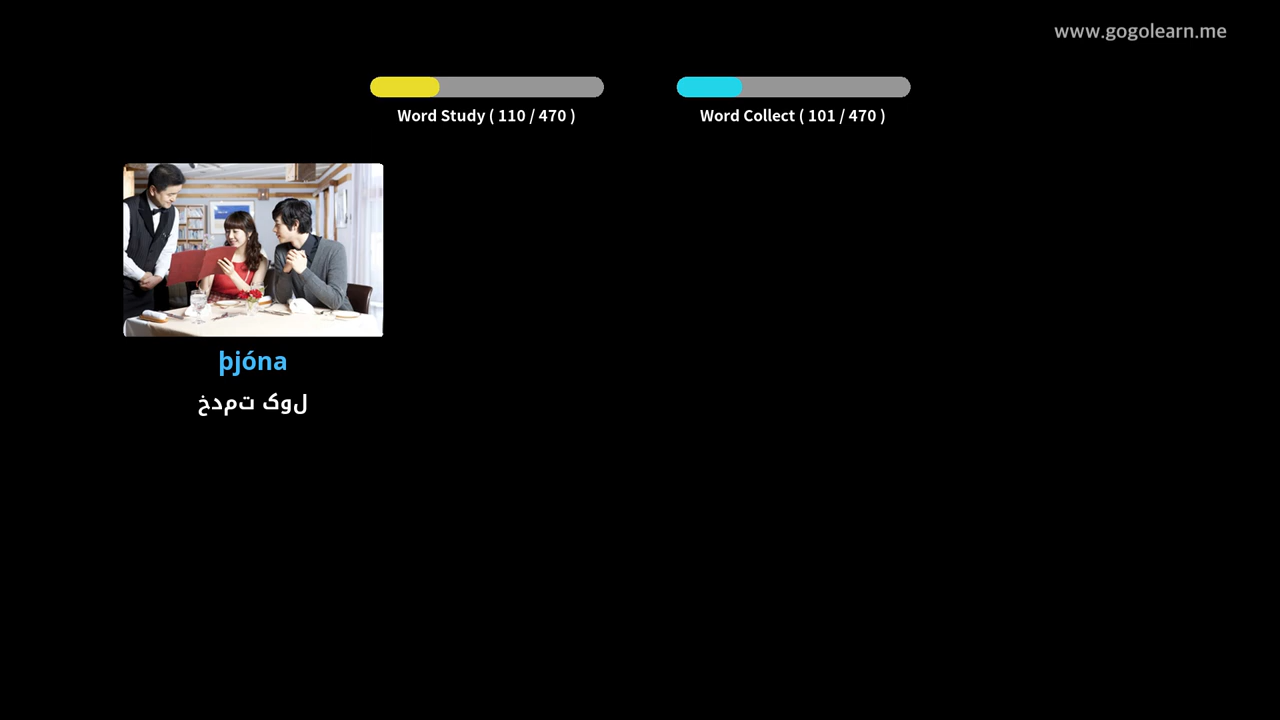 www.gogolearn.me
Word Study ( 110 / 470 )
Word Collect ( 101 / 470 )
þjóna
خدمت کول